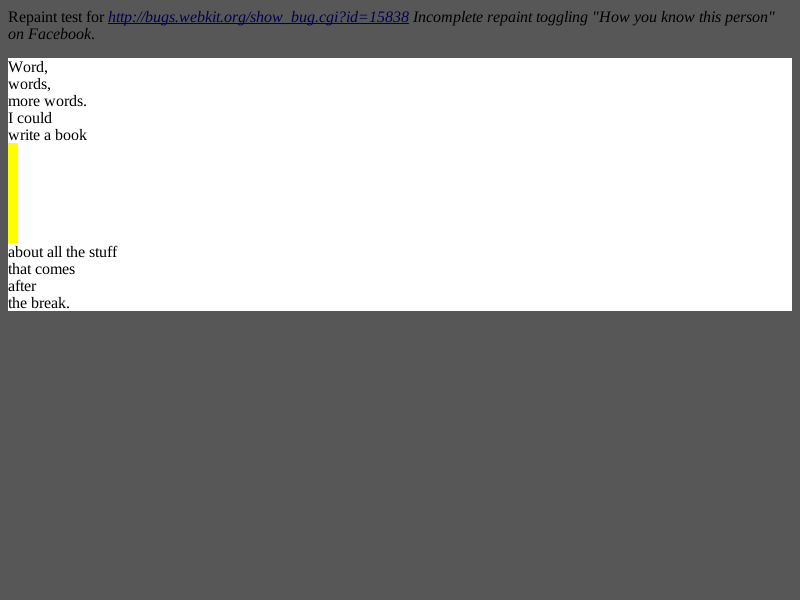 Repaint test for http://bugs.webkit.org/show_bug.cgi?id=15838 Incomplete repaint toggling "How you know this person"
on Facebook.
Word,
words,
more words.
I could
write a book
about all the stuff
that comes
after
the break.